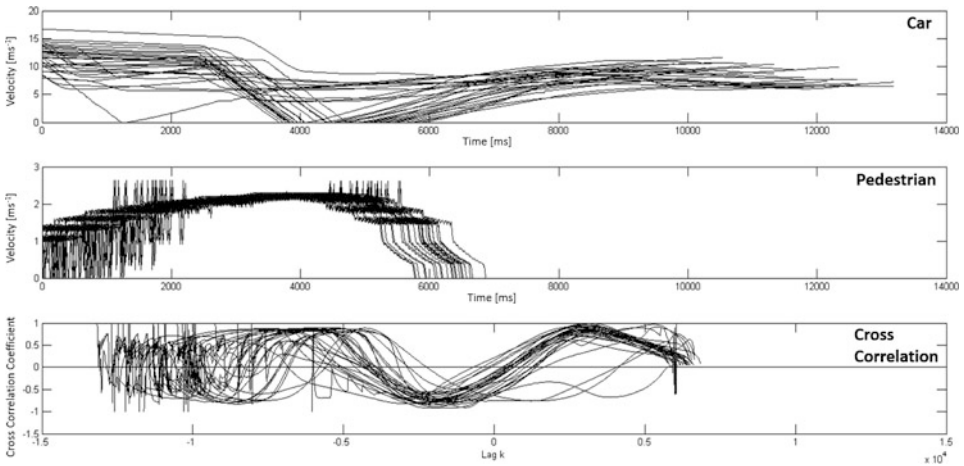 Car
Velocity [ms⁻¹]
20
15
10
5
0
0 2000 4000 6000 8000 10000 12000 14000
Time [ms]
Pedestrian
Velocity [ms⁻¹]
3
2
1
0
0 2000 4000 6000 8000 10000 12000 14000
Time [ms]
Cross
Correlation
Cross Correlation Coefficient
1
0.5
0
-0.5
-1
-1.5 -1 -0.5 0 0.5 1 1.5
Lag k
x 10⁴